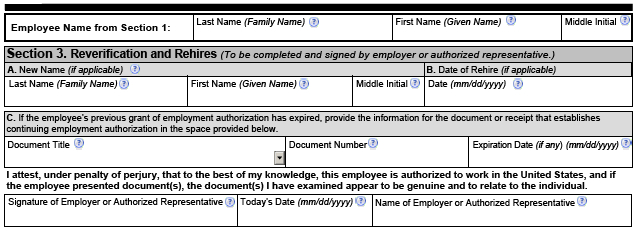 Employee Name from Section 1: Last Name (Family Name) First Name (Given Name) Middle Initial
Section 3. Reverification and Rehires (To be completed and signed by employer or authorized representative.)
A. New Name (if applicable) B. Date of Rehire (if applicable)
Last Name (Family Name) First Name (Given Name) Middle Initial Date (mm/dd/yyyy)
C. If the employee's previous grant of employment authorization has expired, provide the information for the document or receipt that establishes
continuing employment authorization in the space provided below.
Document Title Document Number Expiration Date (if any) (mm/dd/yyyy)
I attest, under penalty of perjury, that to the best of my knowledge, this employee is authorized to work in the United States, and if
the employee presented document(s), the document(s) I have examined appear to be genuine and to relate to the individual.
Signature of Employer or Authorized Representative Today's Date (mm/dd/yyyy) Name of Employer or Authorized Representative